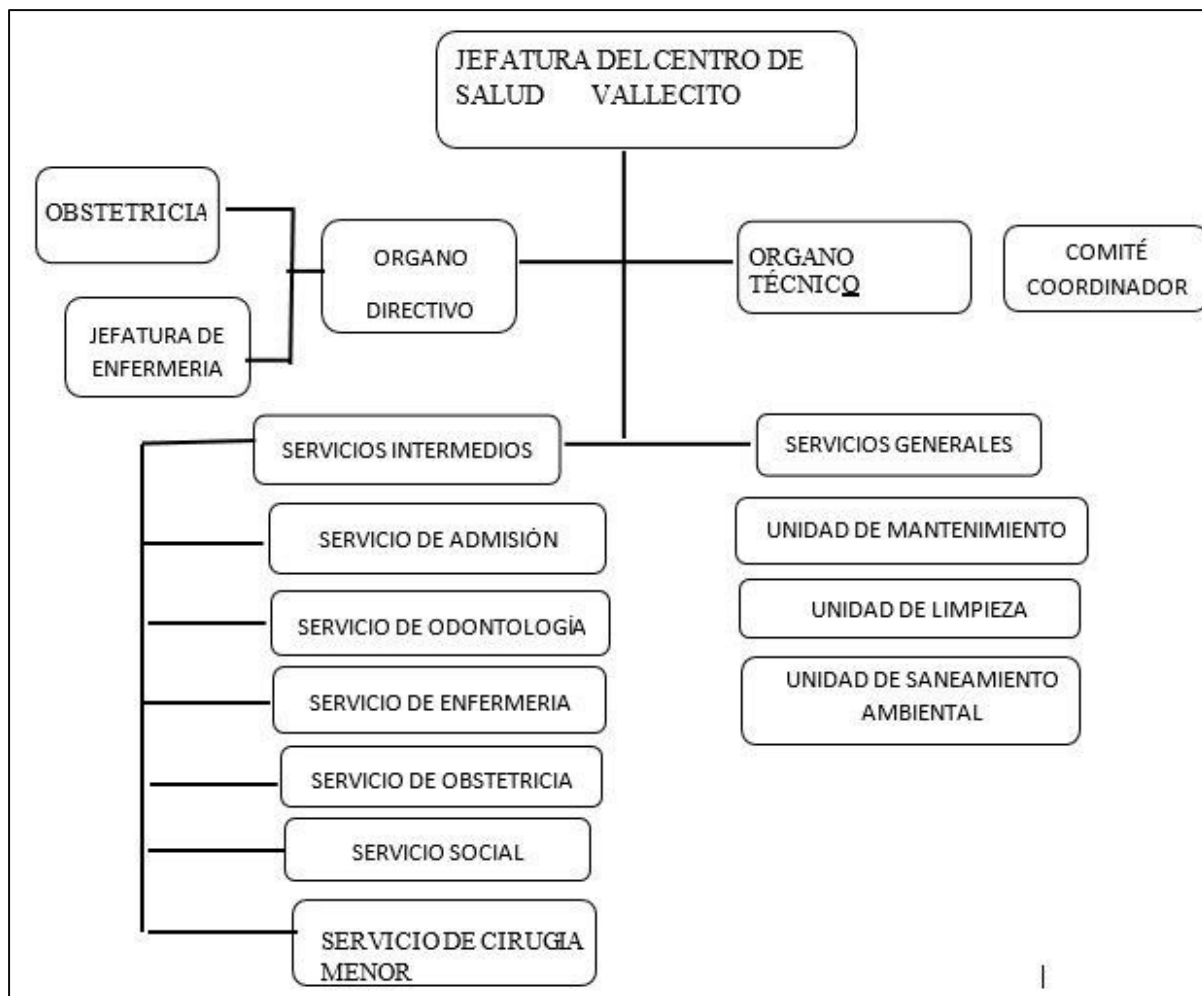 JEFATURA DEL CENTRO DE
SALUD VALLECITO
OBSTETRICIA
ORGANO
DIRECTIVO
ORGANO
TÉCNICO
COMITÉ
COORDINADOR
JEFATURA DE
ENFERMERIA
SERVICIOS INTERMEDIOS
SERVICIOS GENERALES
SERVICIO DE ADMISIÓN
UNIDAD DE MANTENIMIENTO
SERVICIO DE ODONTOLOGÍA
UNIDAD DE LIMPIEZA
SERVICIO DE ENFERMERIA
UNIDAD DE SANEAMIENTO
AMBIENTAL
SERVICIO DE OBSTETRICIA
SERVICIO SOCIAL
SERVICIO DE CIRUGIA
MENOR